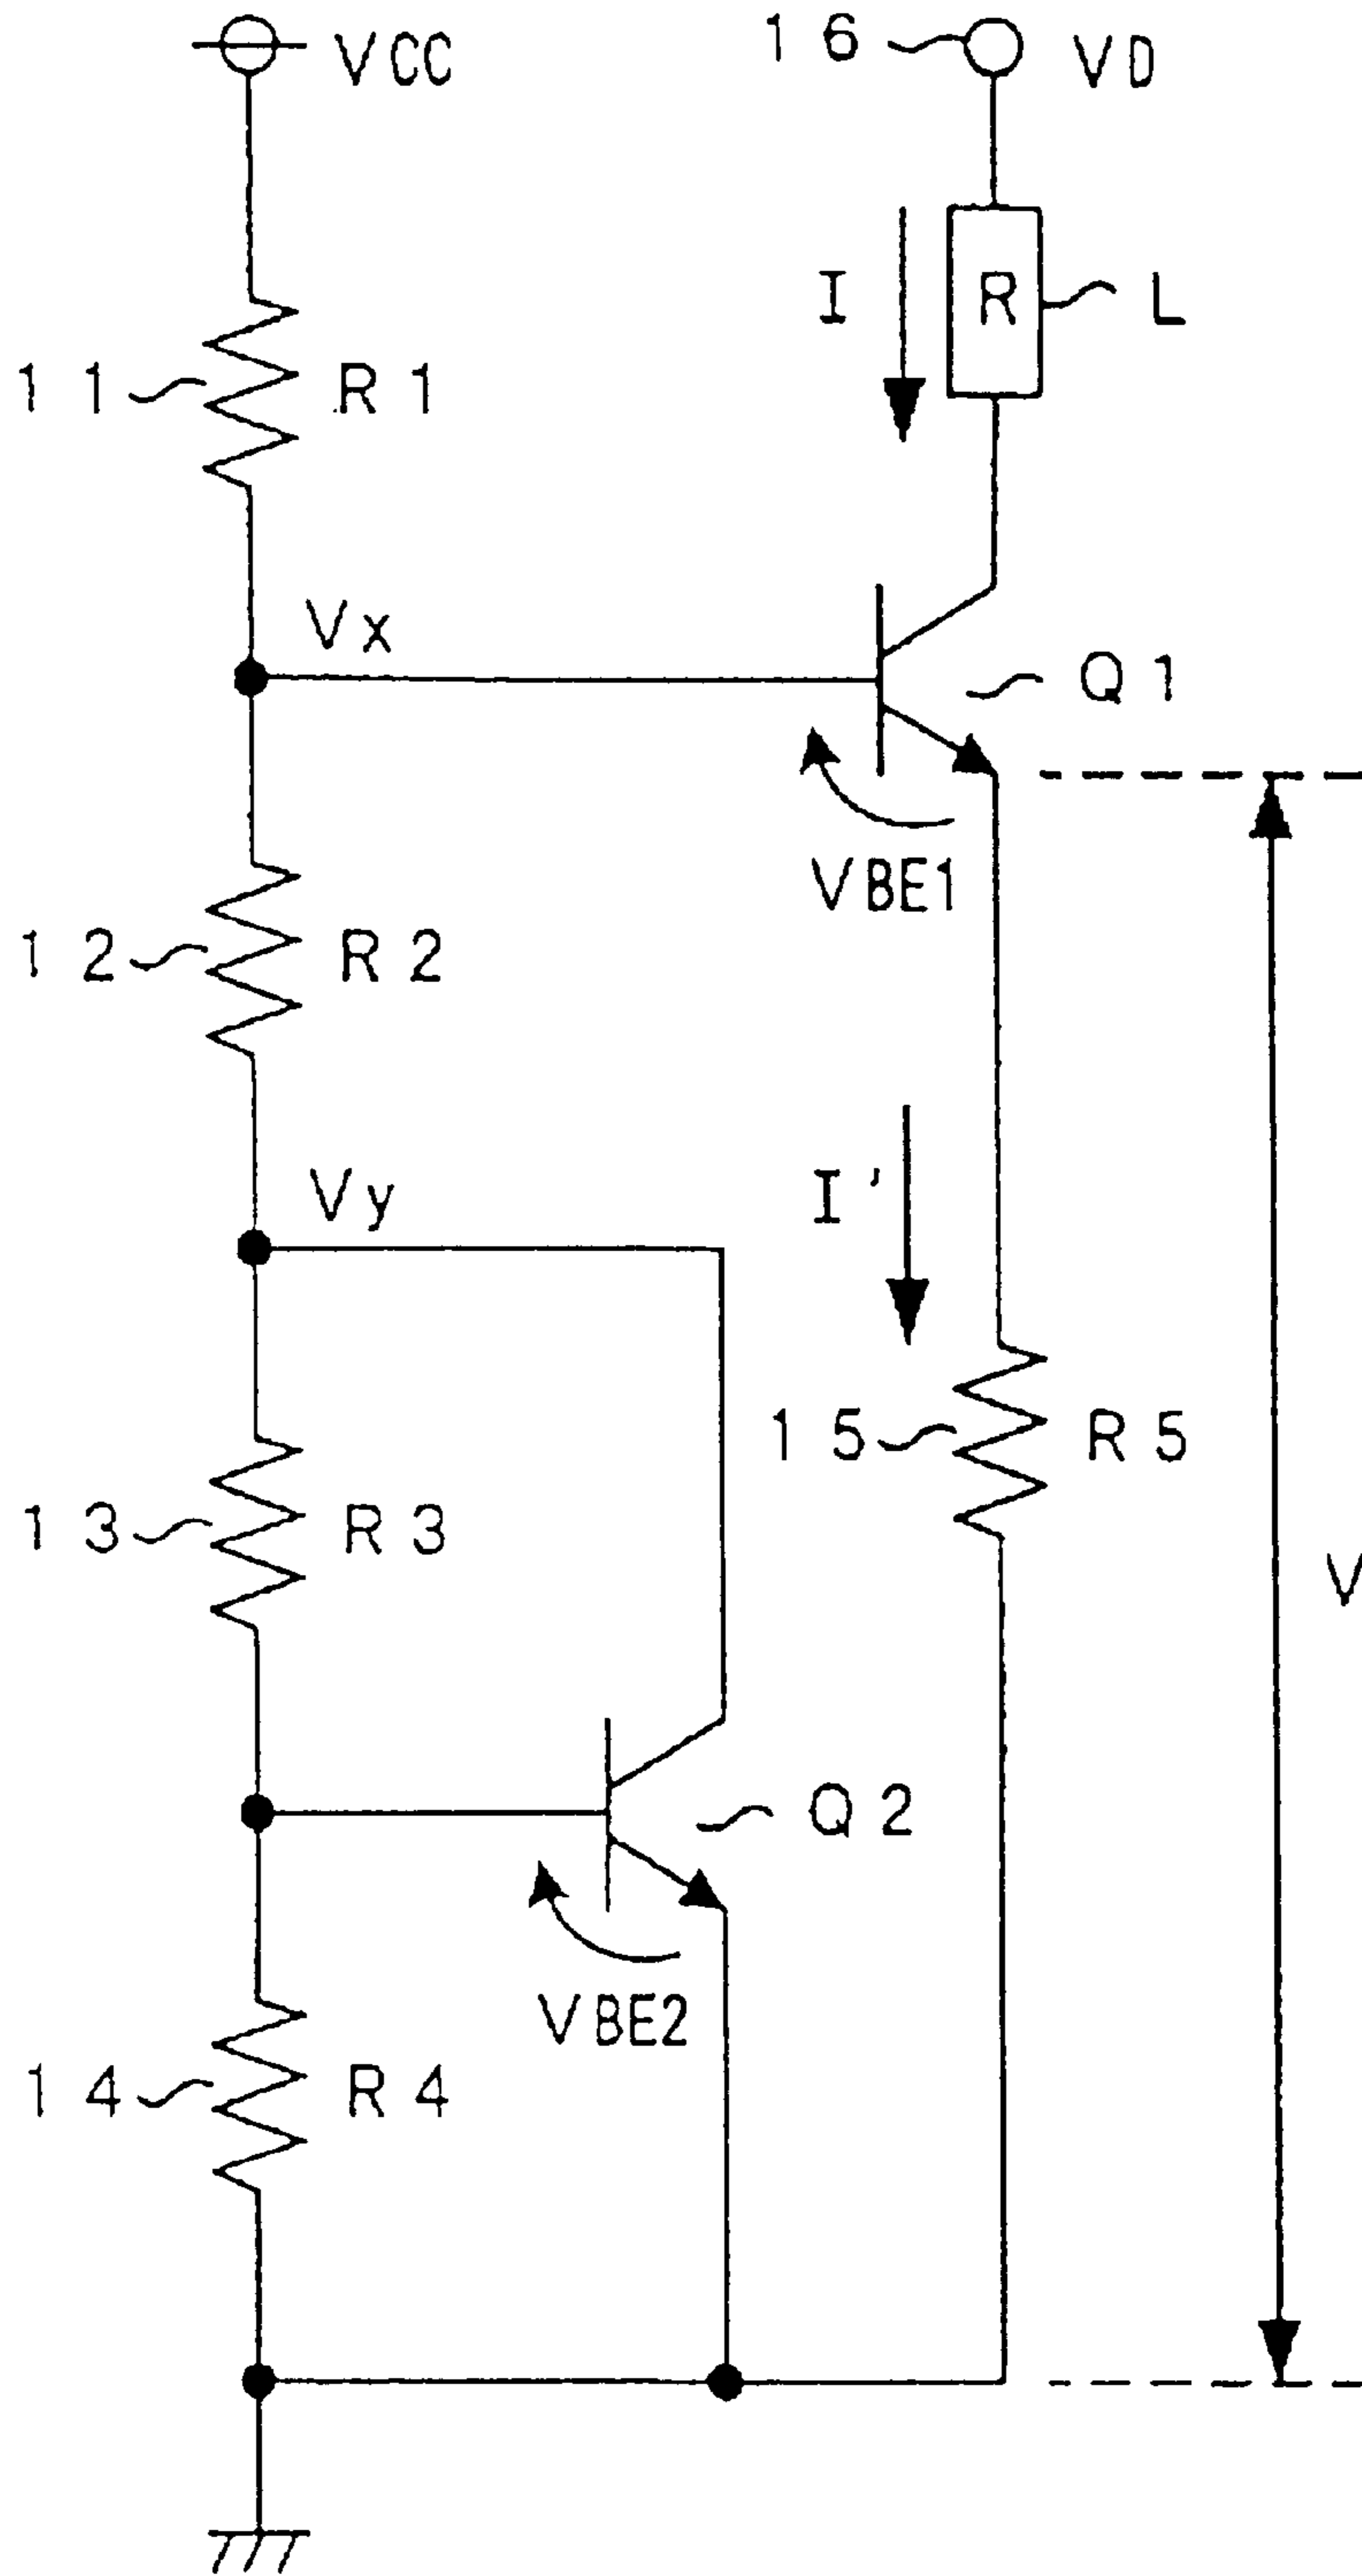 VCC
16 VD
I R L
11 R1
Vx
Q1
VBE1
12 R2
Vy
I'
15 R5
13 R3
V
Q2
VBE2
14 R4